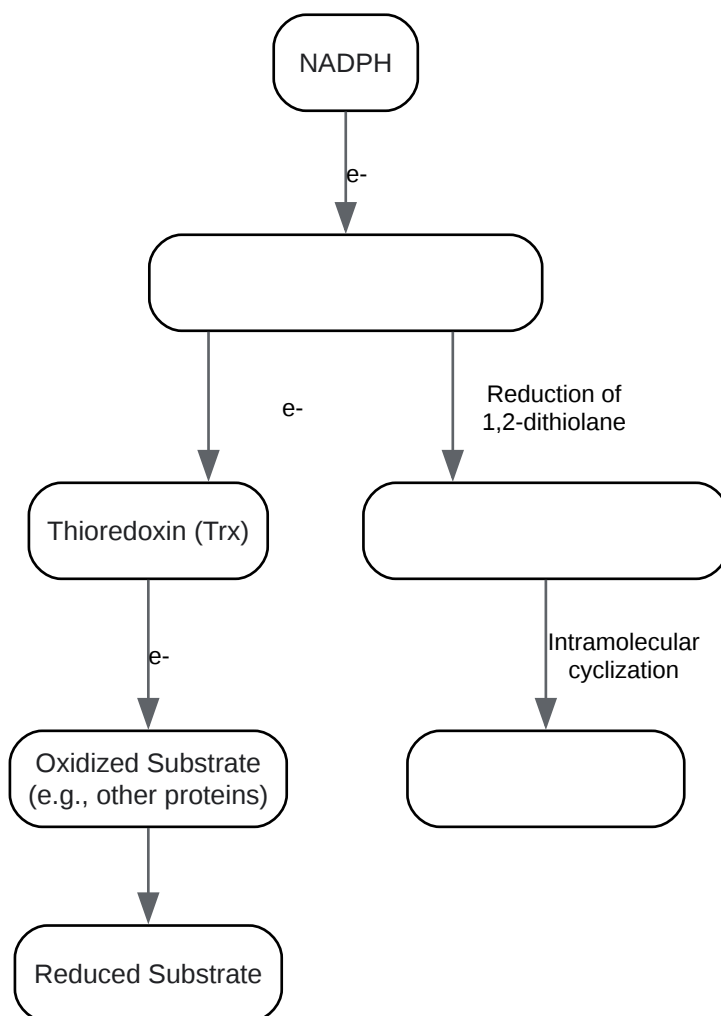 NADPH
e-
e-
Reduction of
1,2-dithiolane
Thioredoxin (Trx)
e-
Intramolecular
cyclization
Oxidized Substrate
(e.g., other proteins)
Reduced Substrate